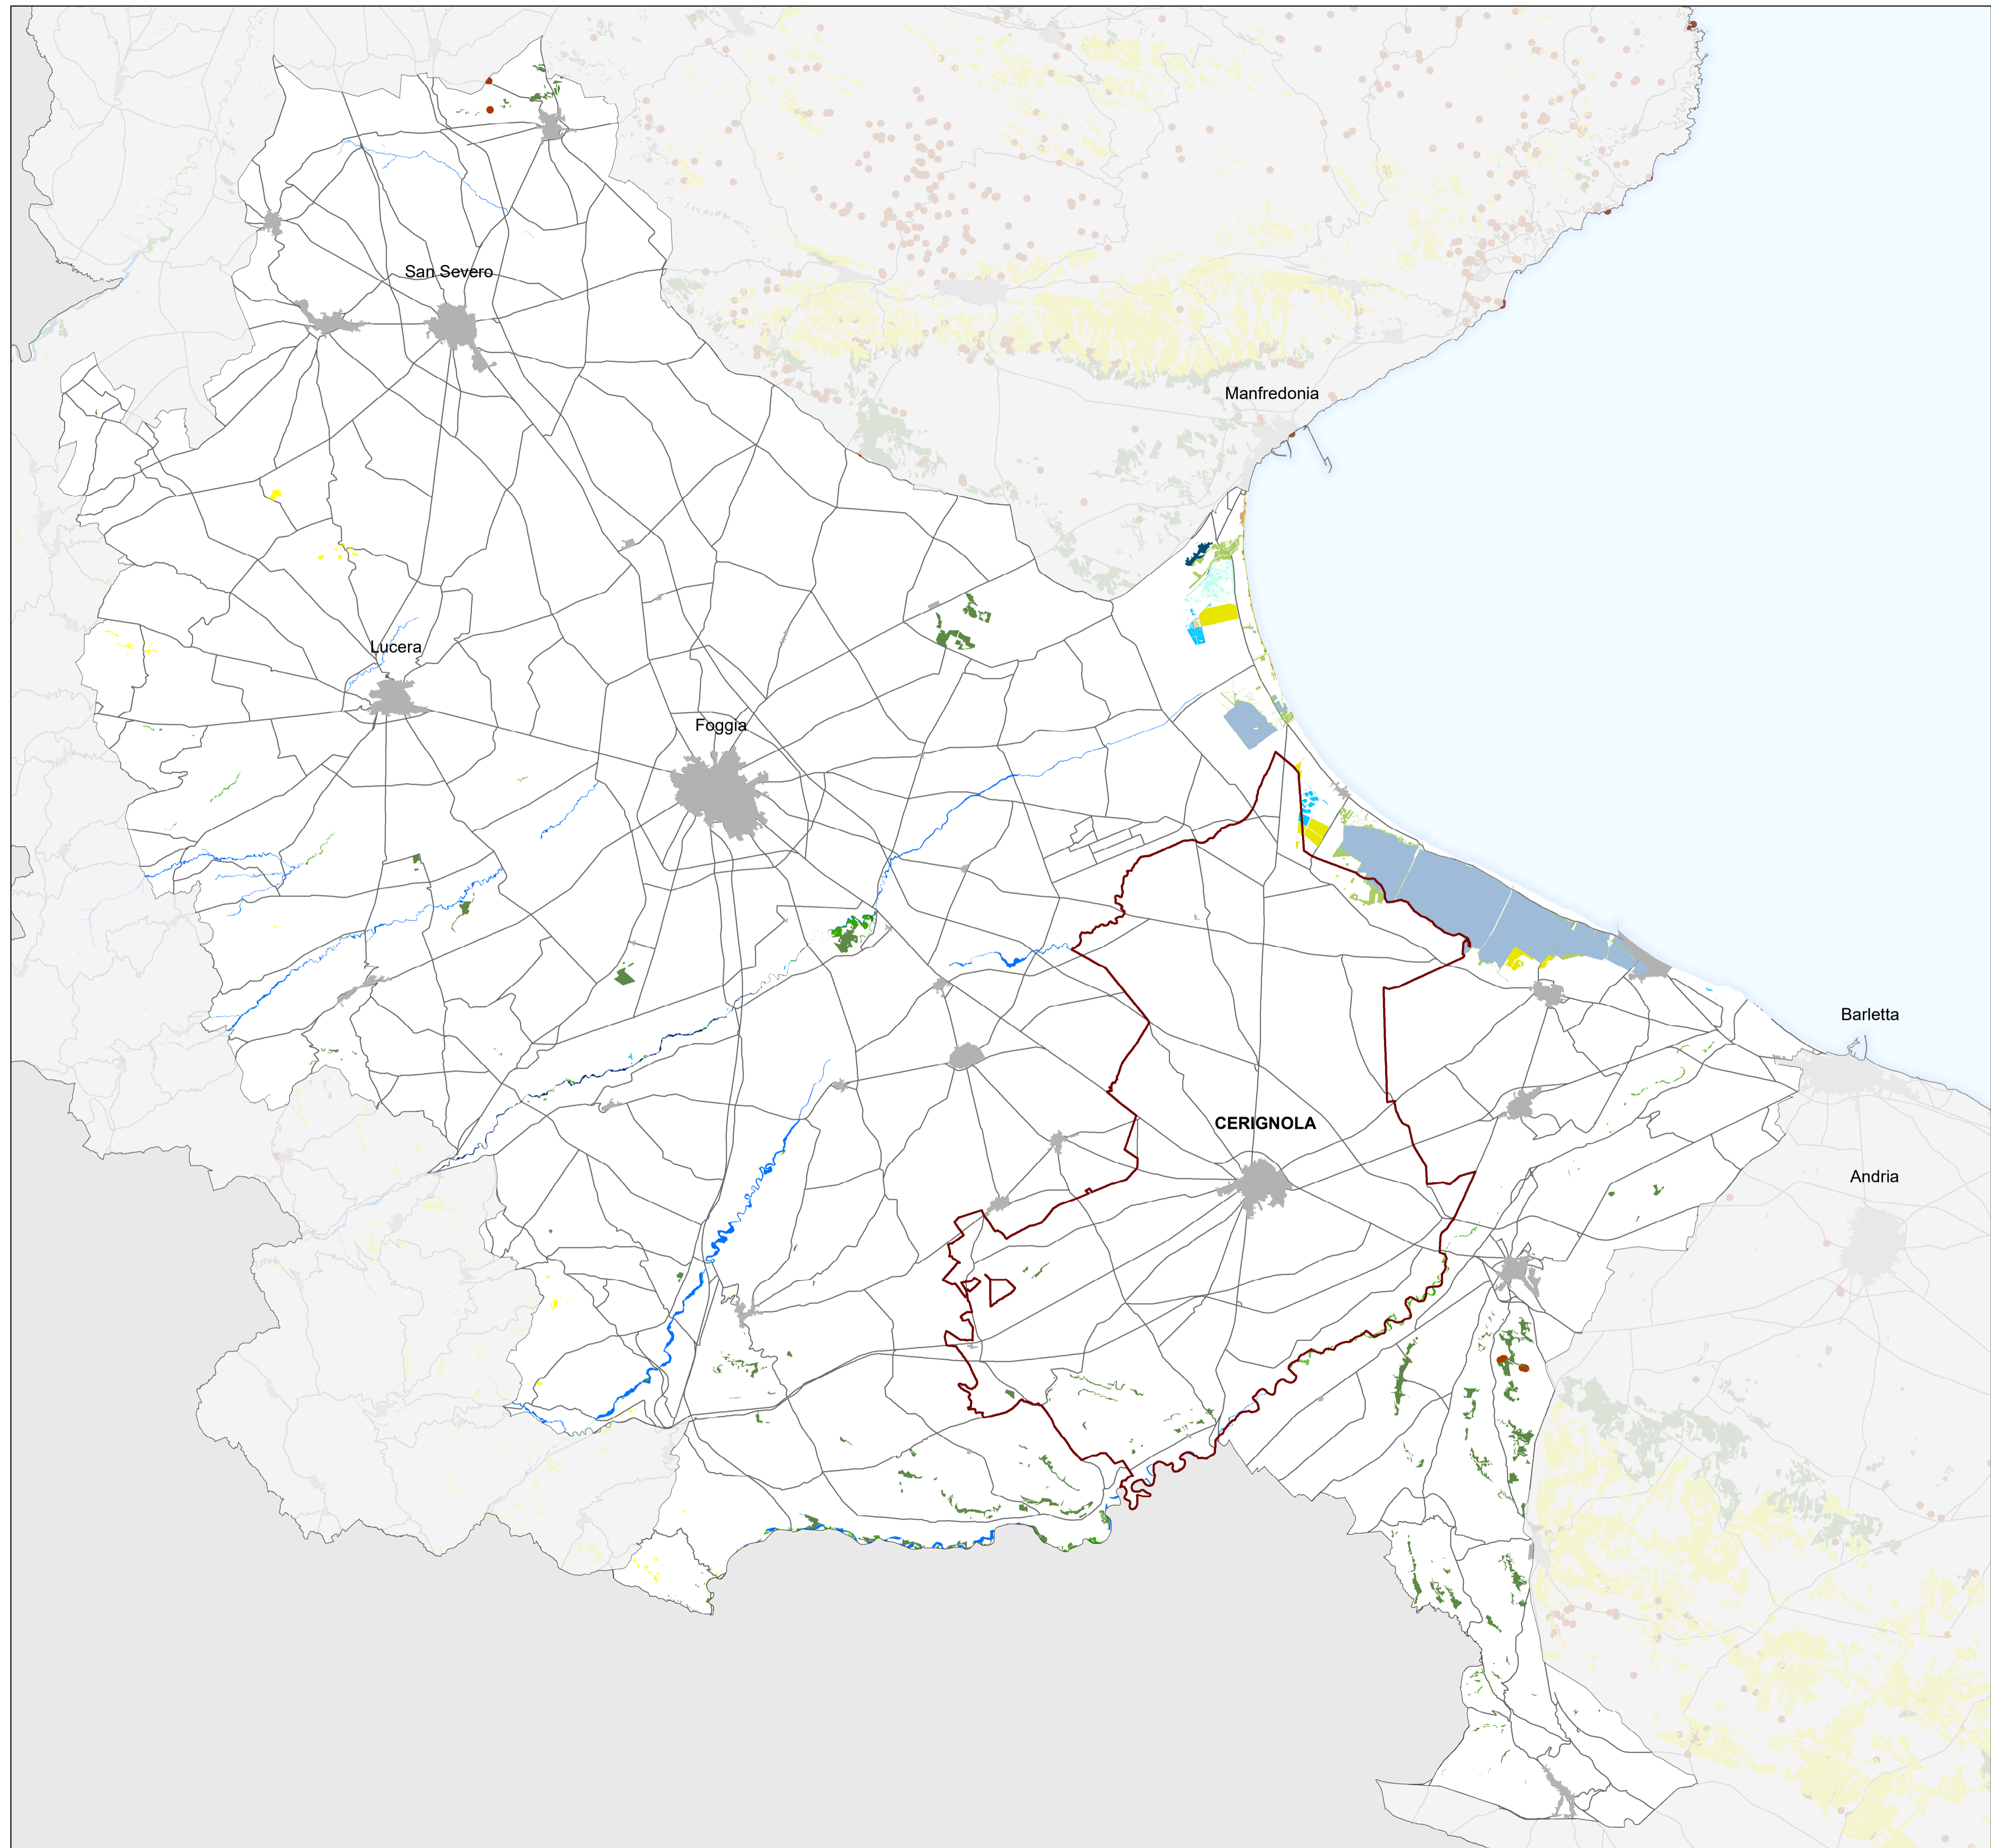 San Severo
Manfredonia
Lucera
Foggia
Barletta
CERIGNOLA
Andria